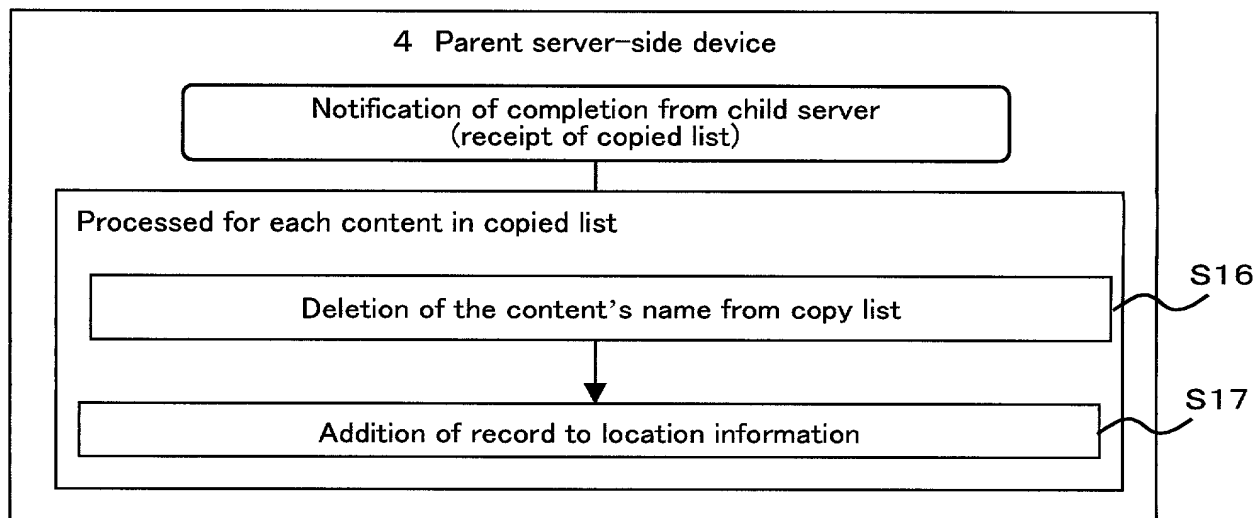 4 Parent server-side device
Notification of completion from child server
(receipt of copied list)
Processed for each content in copied list
S16
Deletion of the content's name from copy list
S17
Addition of record to location information